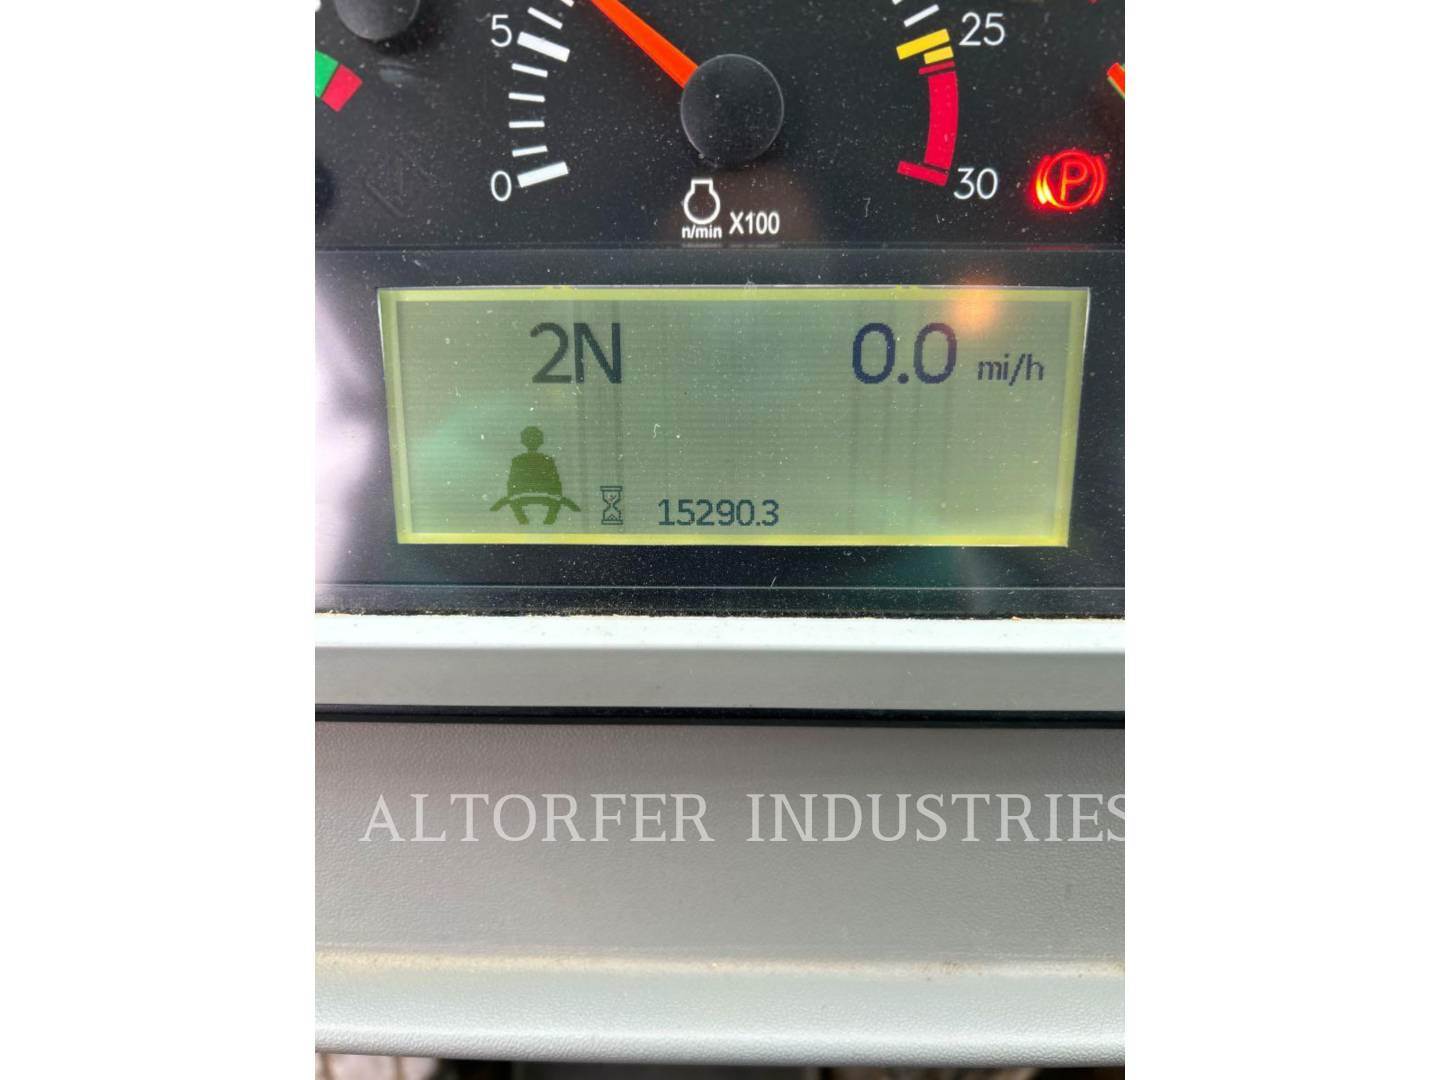 5
25
0
30
P
n/min X100
2N 0.0 mi/h
15290.3
ALTORFER INDUSTRIES